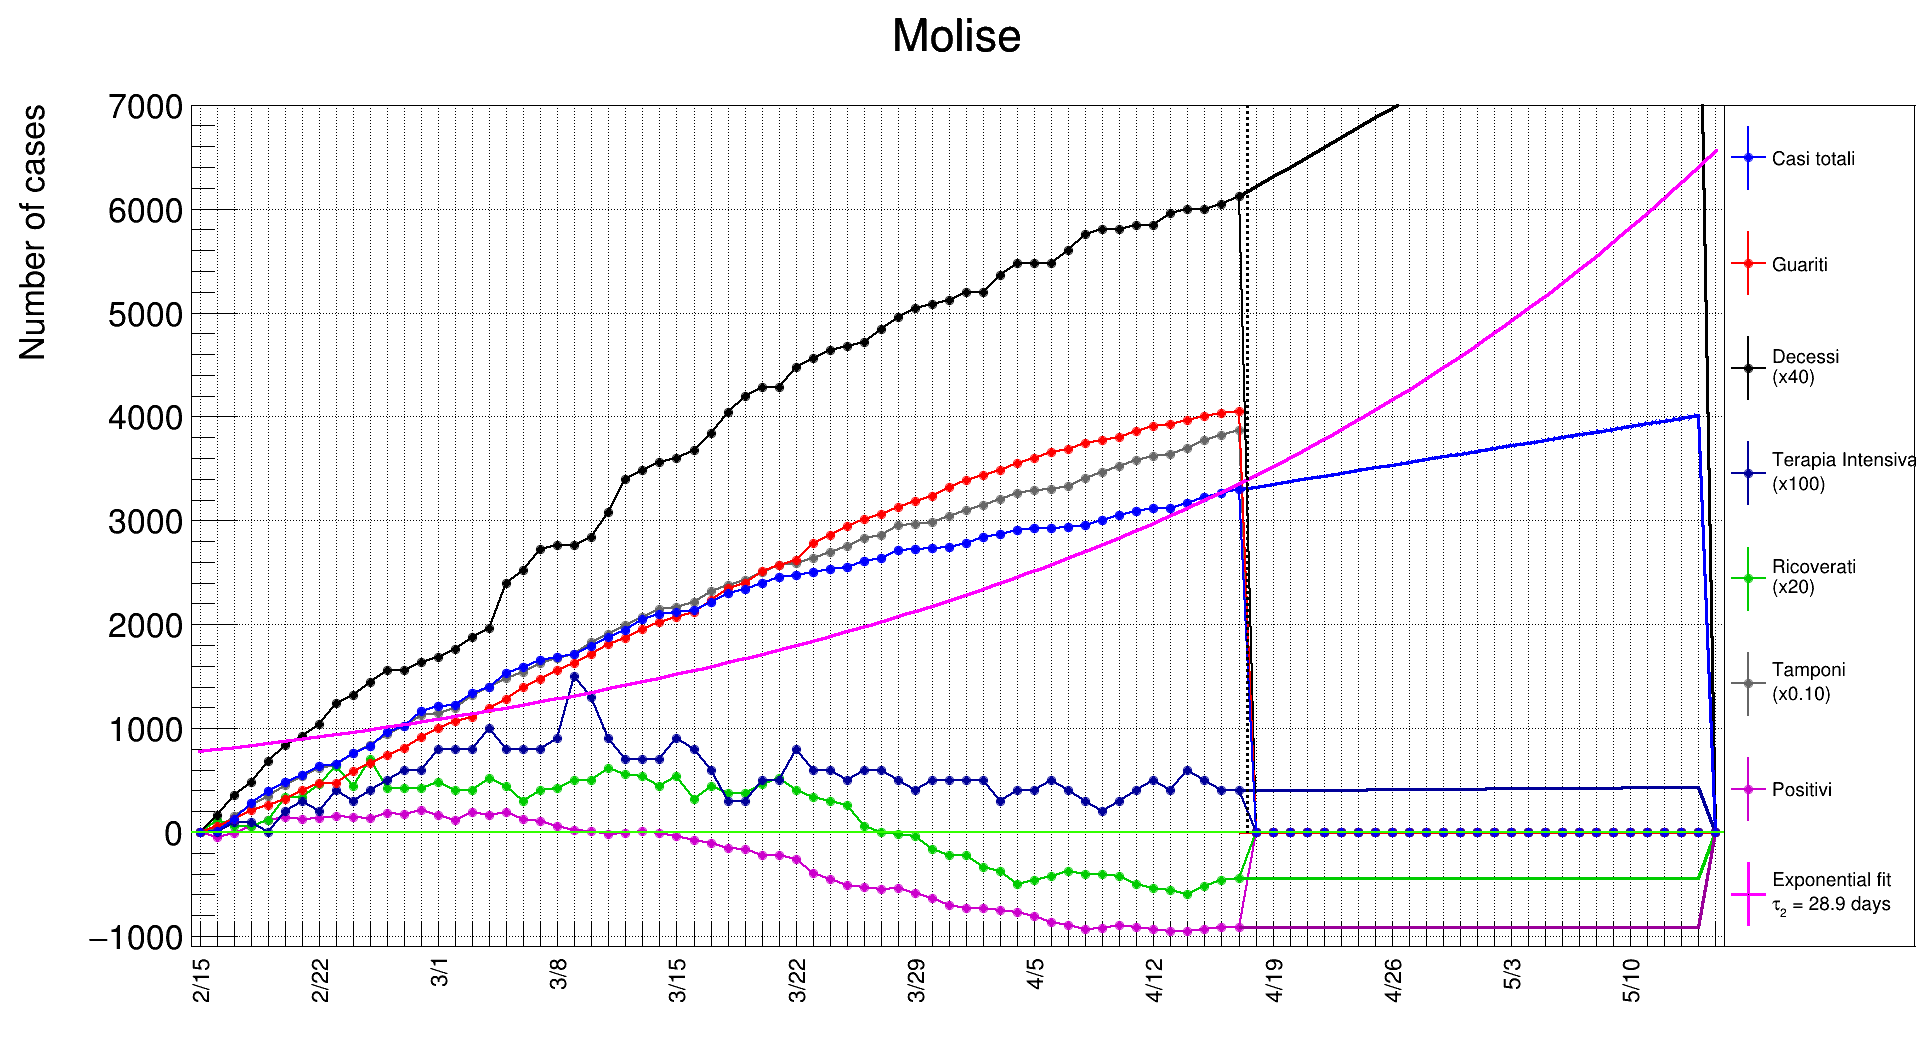 Molise
Number of cases
7000
6000
5000
4000
3000
2000
1000
0
−1000
2/15
2/22
3/1
3/8
3/15
3/22
3/29
4/5
4/12
4/19
4/26
5/3
5/10
Casi totali
Guariti
Decessi
(x40)
Terapia Intensiva
(x100)
Ricoverati
(x20)
Tamponi
(x0.10)
Positivi
Exponential fit
τ2 = 28.9 days